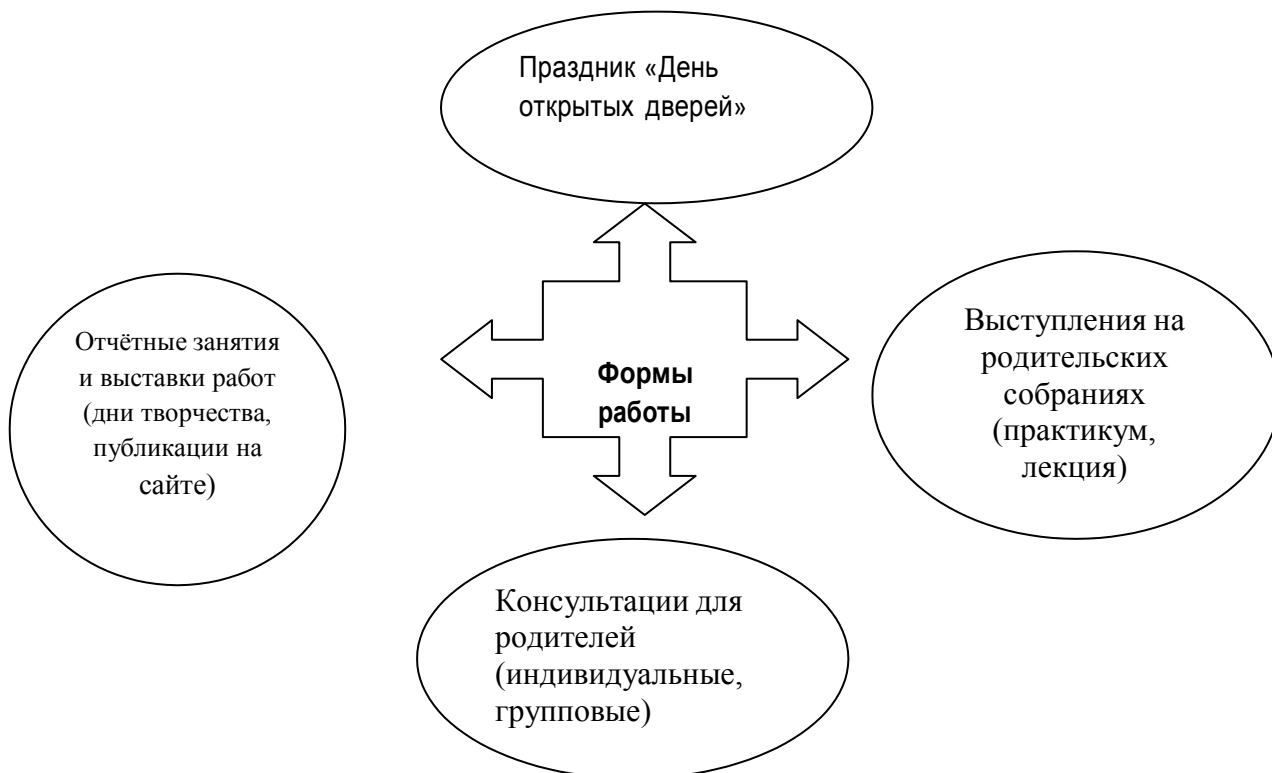 Праздник «День
открытых дверей»
Отчётные занятия
и выставки работ
(дни творчества,
публикации на
сайте)
Формы
работы
Выступления на
родительских
собраниях
(практикум,
лекция)
Консультации для
родителей
(индивидуальные,
групповые)